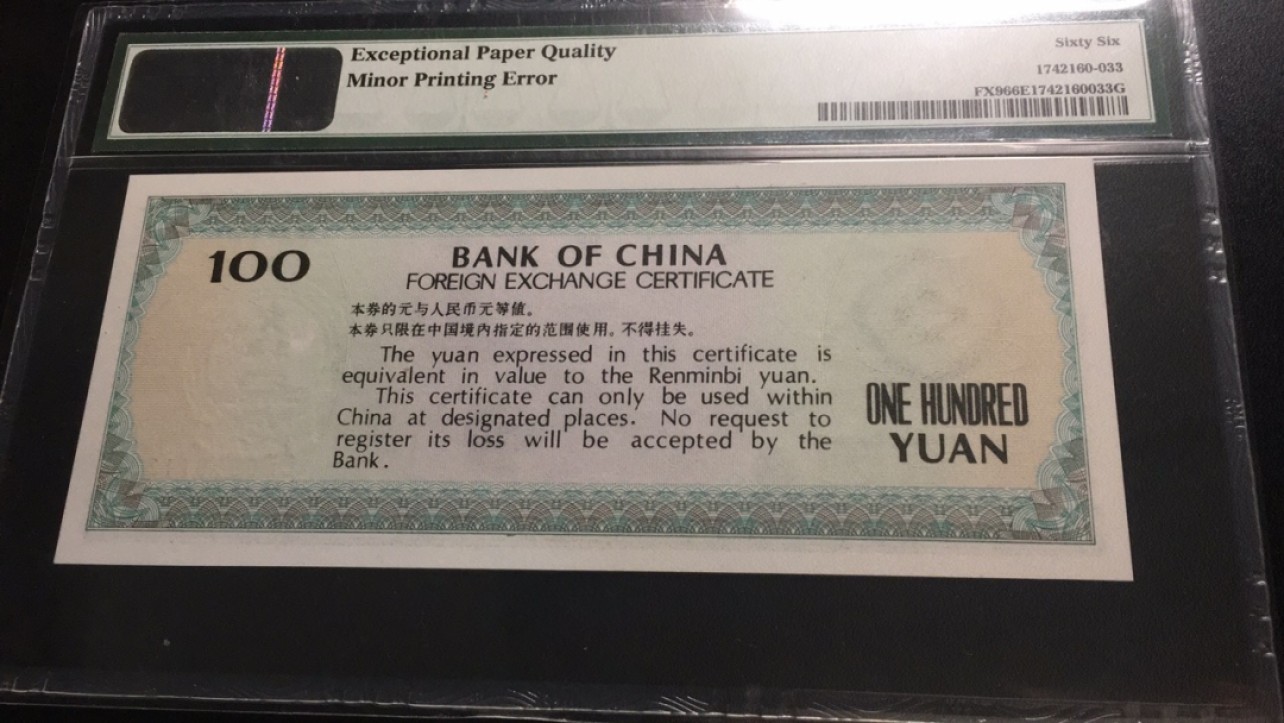 Exceptional Paper Quality
Minor Printing Error
Sixty Six
1742160-033
FX966E1742160033G
100
BANK OF CHINA
FOREIGN EXCHANGE CERTIFICATE
本券的元与人民币元等值。
本券只限在中国境内指定的范围使用。不得挂失。
The yuan expressed in this certificate is
equivalent in value to the Renminbi yuan.
This certificate can only be used within
China at designated places. No request to
register its loss will be accepted by the
Bank.
ONE HUNDRED
YUAN